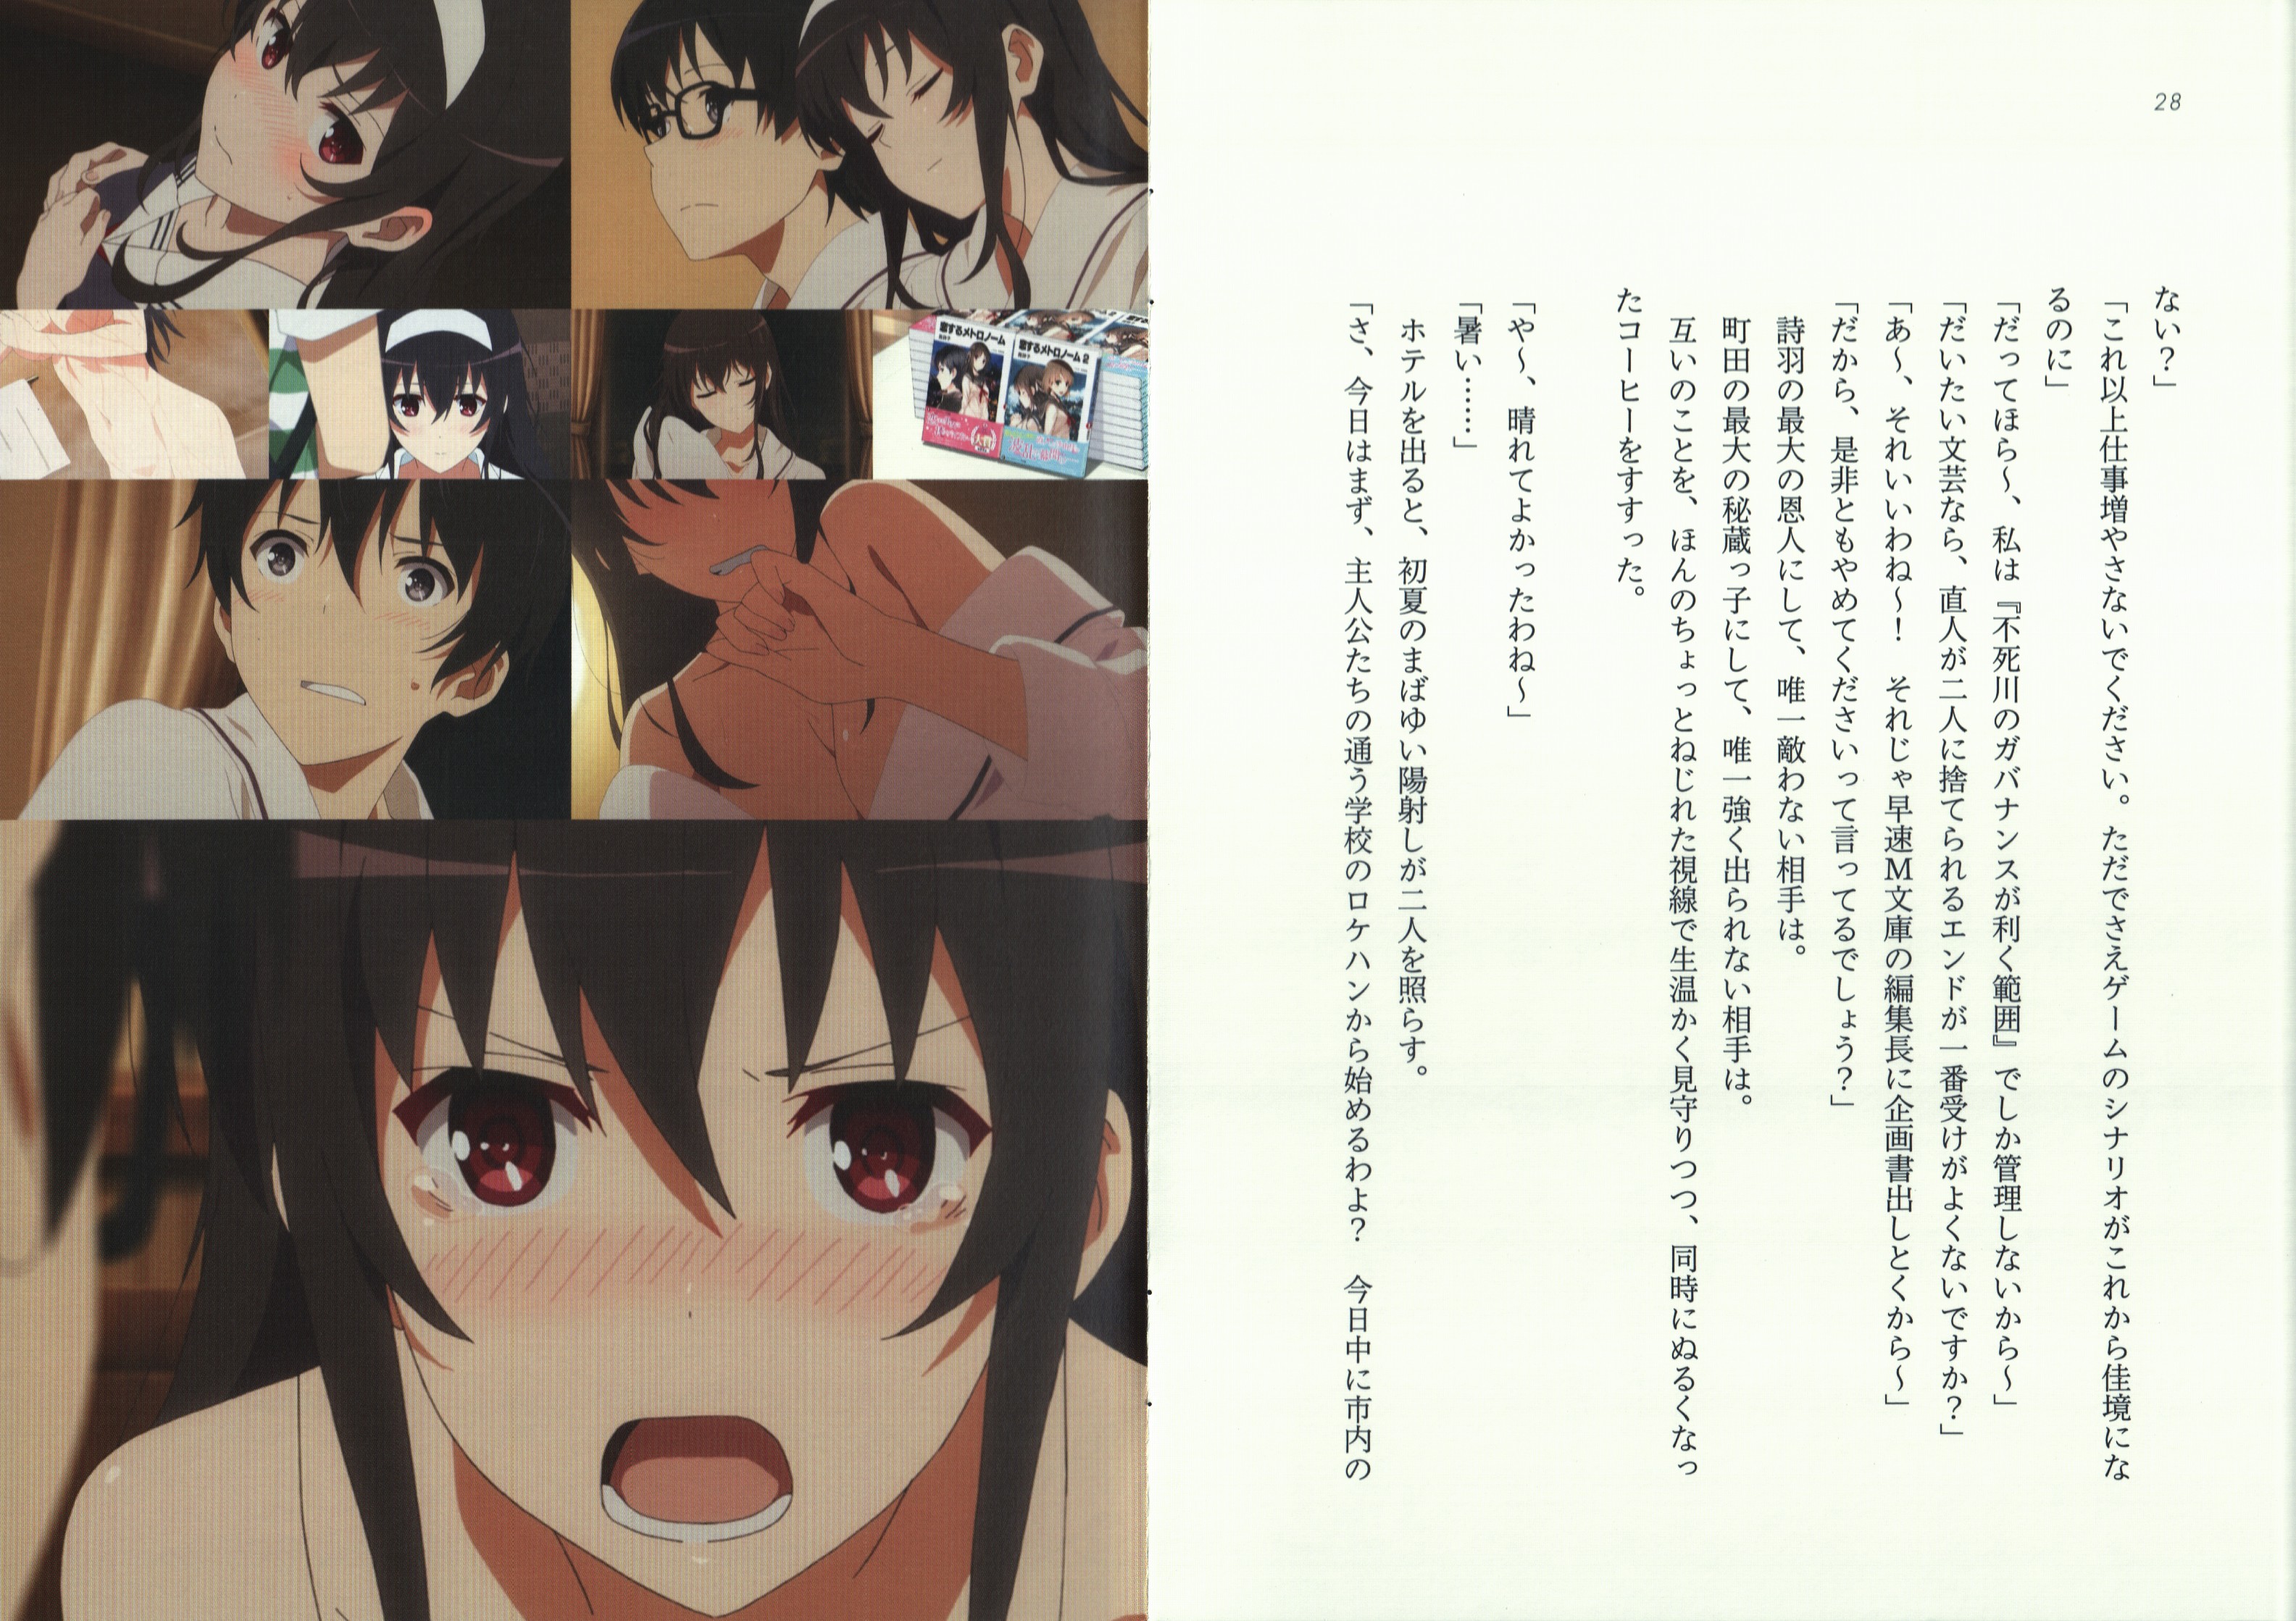 28
ない？」
「これ以上仕事増やさないでください。ただでさえゲームのシナリオがこれから佳境にな
るのに」
「だってほら～、私は『不死川のガバナンスが利く範囲』でしか管理しないから～」
「だいたい文芸なら、直人が二人に捨てられるエンドが一番受けがよくないですか？」
「あ～、それいいわね～！　それじゃ早速Ｍ文庫の編集長に企画書出しとくから～」
「だから、是非ともやめてくださいって言ってるでしょう？」
詩羽の最大の恩人にして、唯一敵わない相手は。
町田の最大の秘蔵っ子にして、唯一強く出られない相手は。
互いのことを、ほんのちょっとねじれた視線で生温かく見守りつつ、同時にぬるくなっ
たコーヒーをすすった。
「や～、晴れてよかったわね～」
「暑い……」
ホテルを出ると、初夏のまばゆい陽射しが二人を照らす。
「さ、今日はまず、主人公たちの通う学校のロケハンから始めるわよ？　今日中に市内の
恋するメトロノーム
恋するメトロノーム 2